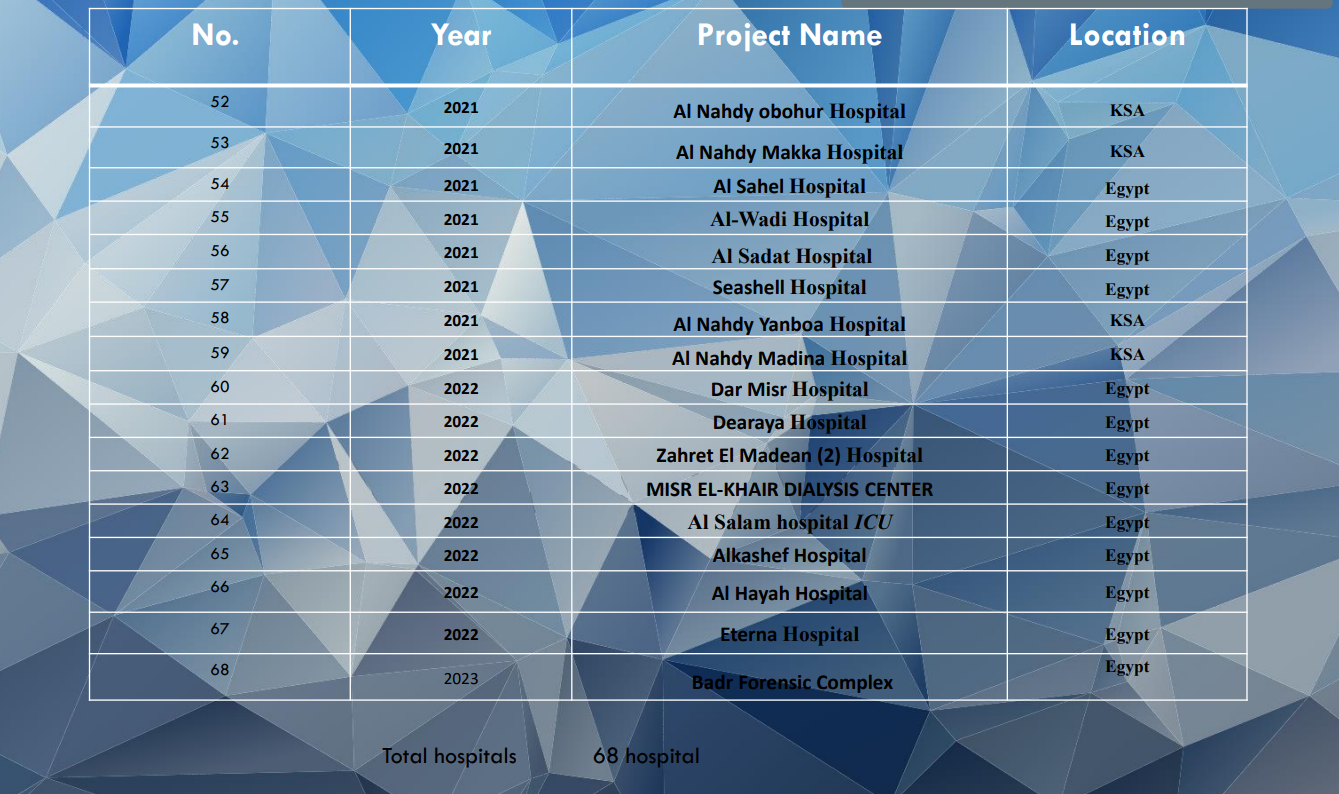 No. Year Project Name Location
52 2021 Al Nahdy obohur Hospital KSA
53 2021 Al Nahdy Makka Hospital KSA
54 2021 Al Sahel Hospital Egypt
55 2021 Al-Wadi Hospital Egypt
56 2021 Al Sadat Hospital Egypt
57 2021 Seashell Hospital Egypt
58 2021 Al Nahdy Yanboa Hospital KSA
59 2021 Al Nahdy Madina Hospital KSA
60 2022 Dar Misr Hospital Egypt
61 2022 Dearaya Hospital Egypt
62 2022 Zahret El Madean (2) Hospital Egypt
63 2022 MISR EL-KHAIR DIALYSIS CENTER Egypt
64 2022 Al Salam hospital ICU Egypt
65 2022 Alkashef Hospital Egypt
66 2022 Al Hayah Hospital Egypt
67 2022 Eterna Hospital Egypt
68 2023 Badr Forensic Complex Egypt
Total hospitals 68 hospital